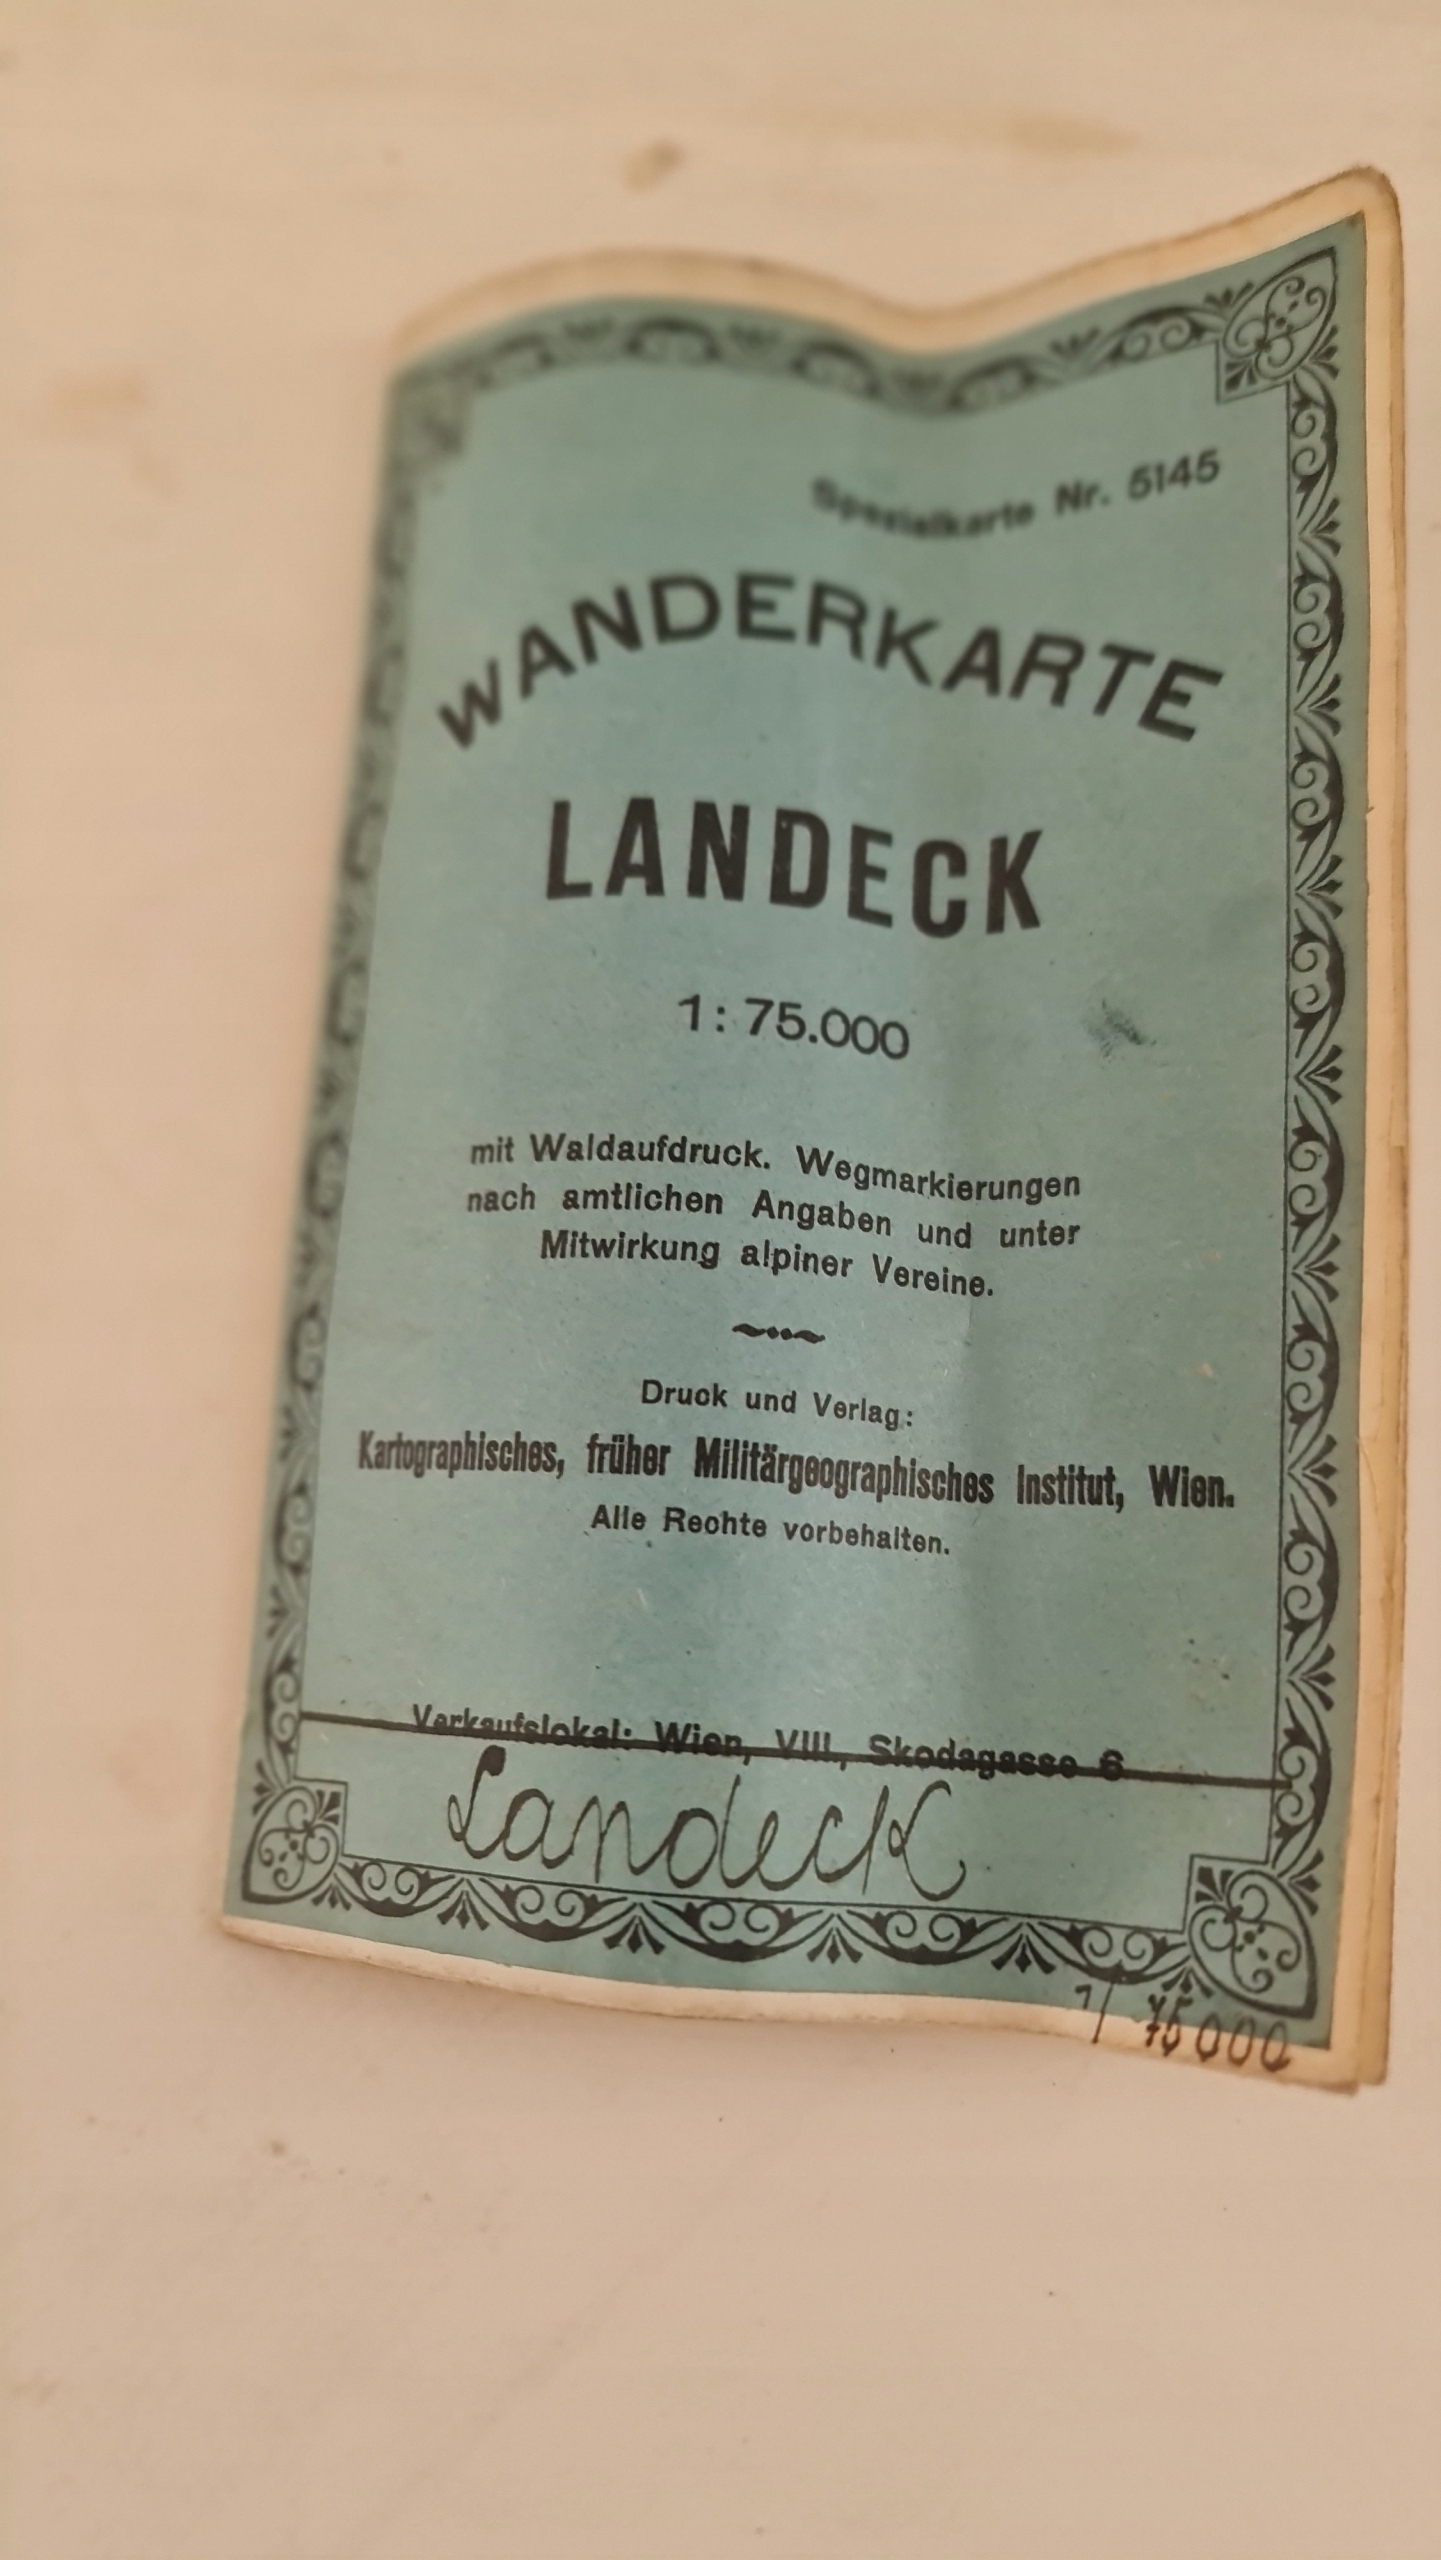 Spezialkarte Nr. 5145
WANDERKARTE
LANDECK
1: 75.000
mit Waldaufdruck. Wegmarkierungen
nach amtlichen Angaben und unter
Mitwirkung alpiner Vereine.
Druck und Verlag:
Kartographisches, früher Militärgeographisches Institut, Wien.
Alle Rechte vorbehalten.
Verkaufslokal: Wien, VIII, Skodagasse 6
Landeck
1/ 75000